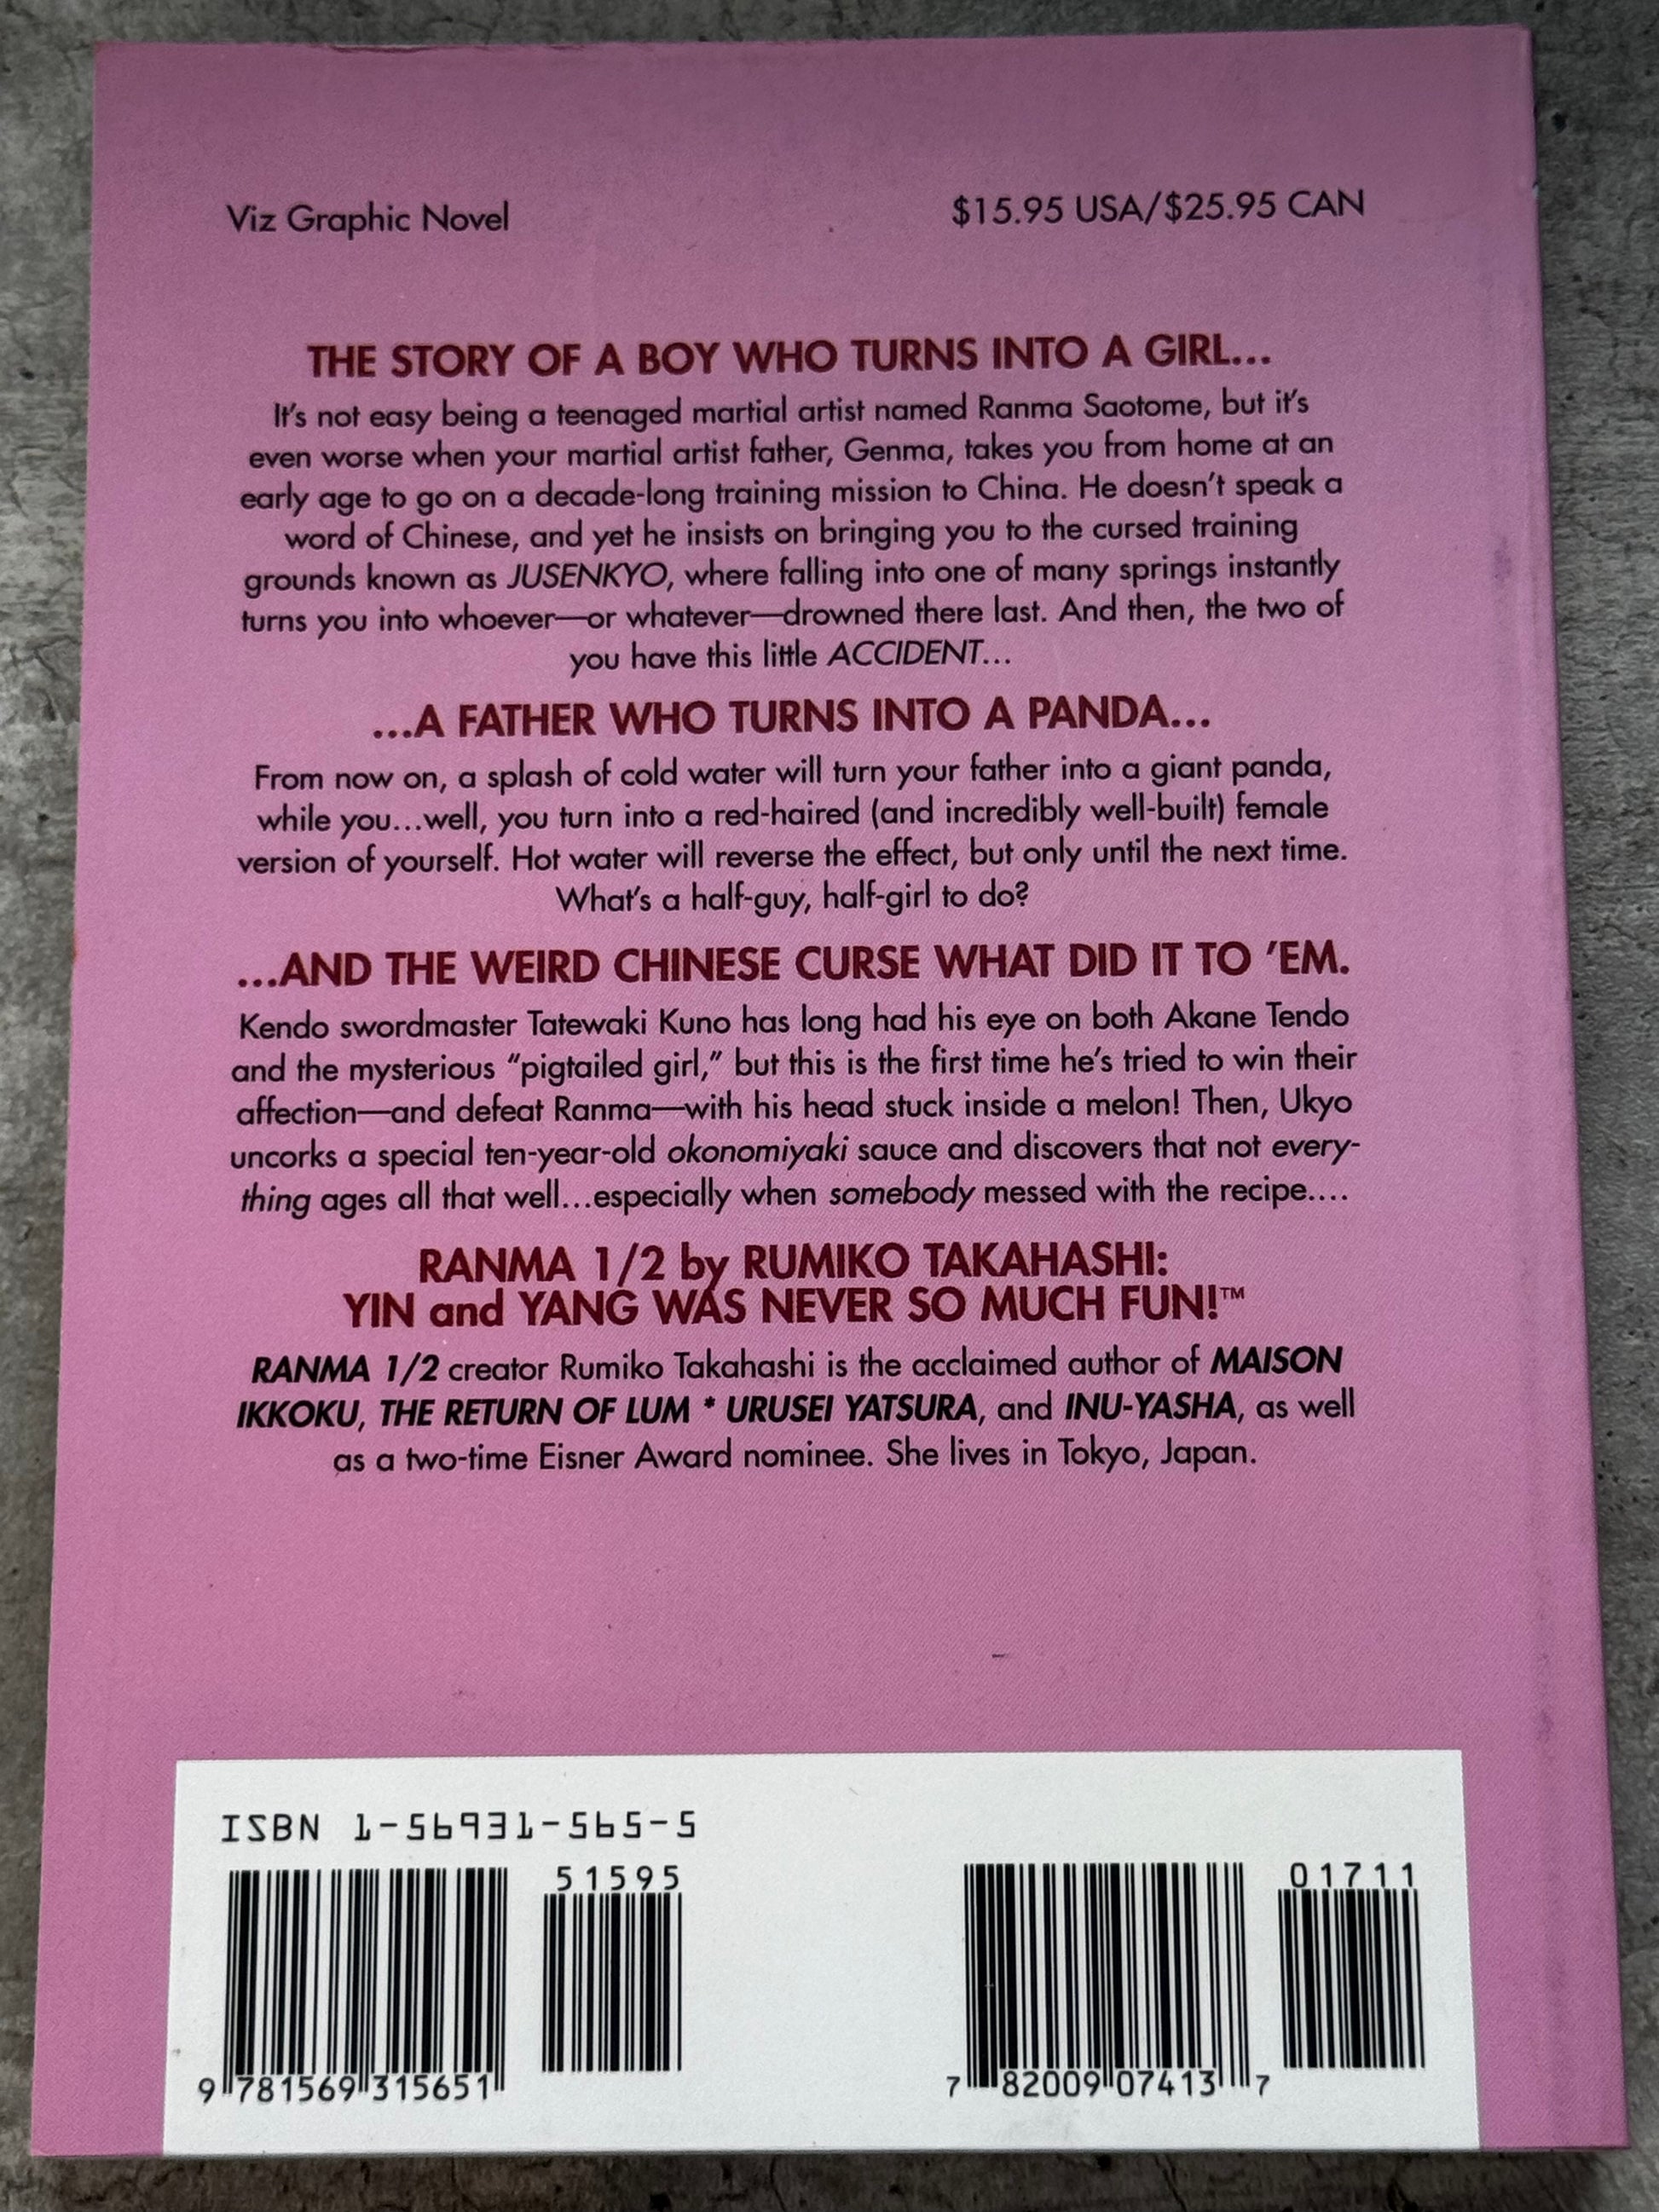 Viz Graphic Novel
$15.95 USA/$25.95 CAN
THE STORY OF A BOY WHO TURNS INTO A GIRL...
It's not easy being a teenaged martial artist named Ranma Saotome, but it's
even worse when your martial artist father, Genma, takes you from home at an
early age to go on a decade-long training mission to China. He doesn't speak a
word of Chinese, and yet he insists on bringing you to the cursed training
grounds known as JUSENKYO, where falling into one of many springs instantly
turns you into whoever—or whatever—drowned there last. And then, the two of
you have this little ACCIDENT...
...A FATHER WHO TURNS INTO A PANDA...
From now on, a splash of cold water will turn your father into a giant panda,
while you...well, you turn into a red-haired (and incredibly well-built) female
version of yourself. Hot water will reverse the effect, but only until the next time.
What's a half-guy, half-girl to do?
...AND THE WEIRD CHINESE CURSE WHAT DID IT TO 'EM.
Kendo swordmaster Tatewaki Kuno has long had his eye on both Akane Tendo
and the mysterious “pigtailed girl,” but this is the first time he's tried to win their
affection—and defeat Ranma—with his head stuck inside a melon! Then, Ukyo
uncorks a special ten-year-old okonomiyaki sauce and discovers that not every-
thing ages all that well...especially when somebody messed with the recipe....
RANMA 1/2 by RUMIKO TAKAHASHI:
YIN and YANG WAS NEVER SO MUCH FUN!™
RANMA 1/2 creator Rumiko Takahashi is the acclaimed author of MAISON
IKKOKU, THE RETURN OF LUM * URUSEI YATSURA, and INU-YASHA, as well
as a two-time Eisner Award nominee. She lives in Tokyo, Japan.
ISBN 1-56931-565-5
51595
9 781569 315651
01711
7 82009 07413 7